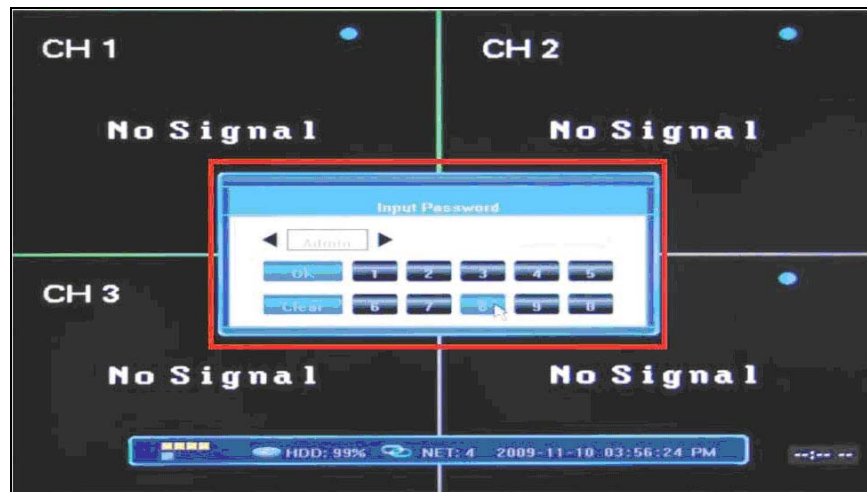 CH 1
CH 2
No Signal
No Signal
Input Password
Admin
OK 1 2 3 4 5
Clear 6 7 8 9 0
CH 3
No Signal
No Signal
HDD: 99% NET: 4 2009-11-10 03:56:24 PM
--:-- --